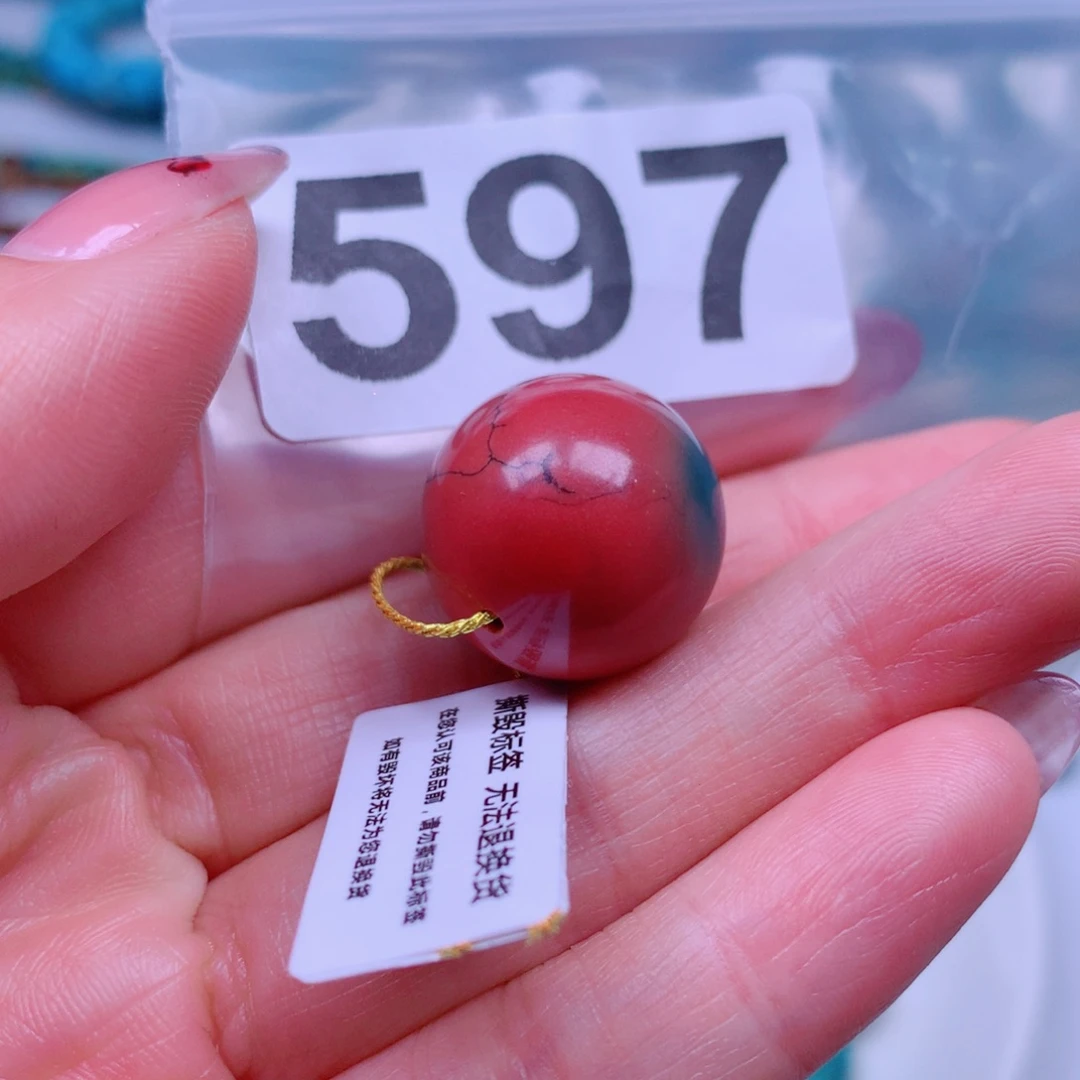 597
撕毁标签 无法退换货
在您认可该商品前，请勿撕毁此标签
如有毁坏将无法为您退换货